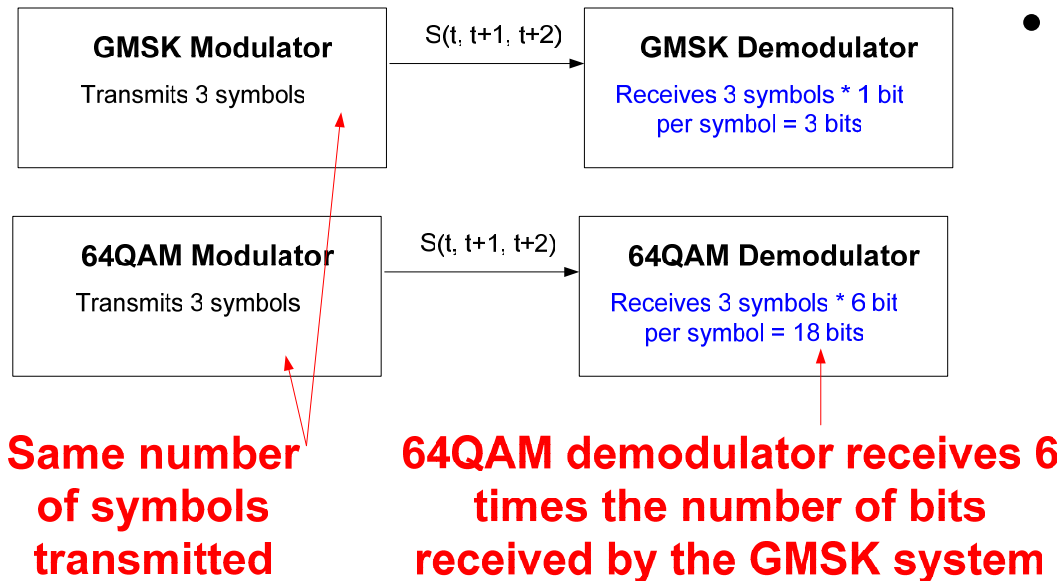 GMSK Modulator
Transmits 3 symbols
S(t, t+1, t+2)
GMSK Demodulator
Receives 3 symbols * 1 bit
per symbol = 3 bits
64QAM Modulator
Transmits 3 symbols
S(t, t+1, t+2)
64QAM Demodulator
Receives 3 symbols * 6 bit
per symbol = 18 bits
Same number
of symbols
transmitted
64QAM demodulator receives 6
times the number of bits
received by the GMSK system